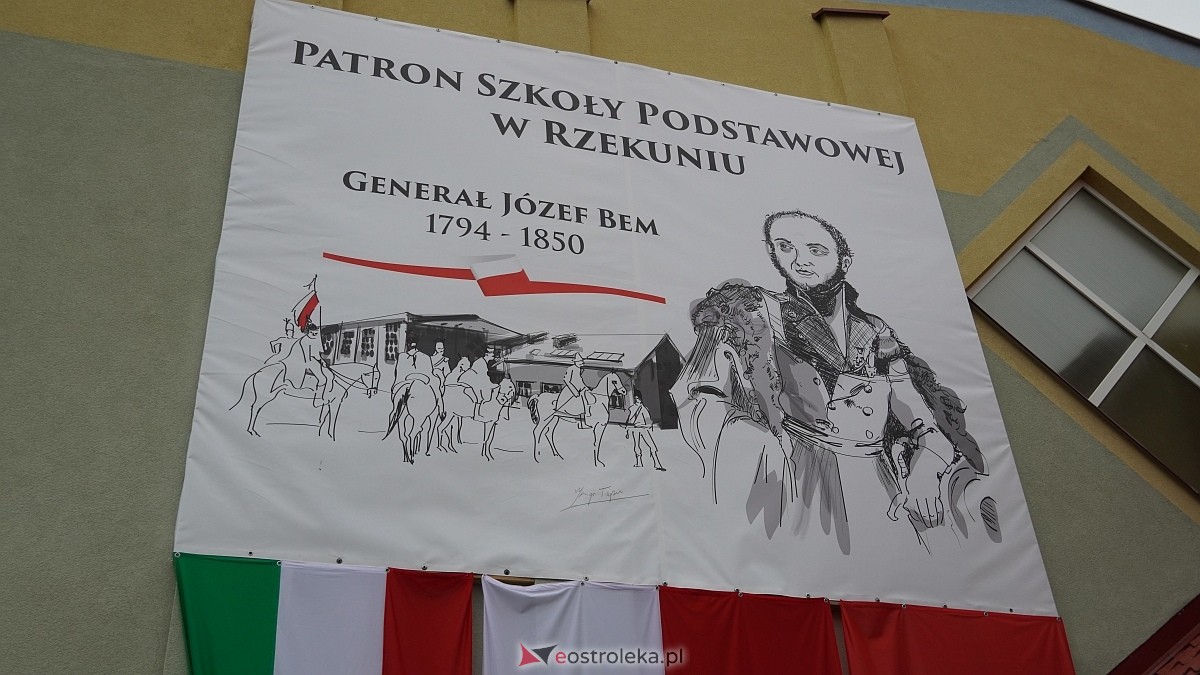 Patron Szkoły Podstawowej
w Rzekuniu
Generał Józef Bem
1794 - 1850
eostroleka.pl